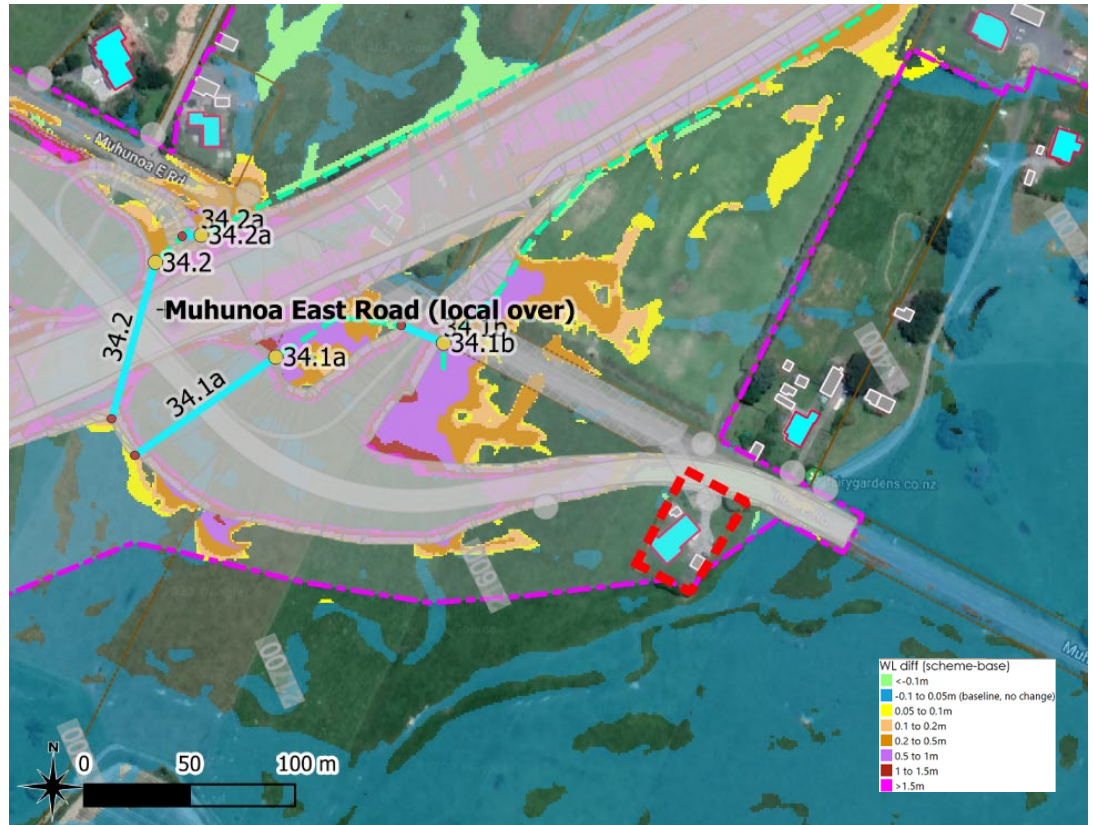 Muhunoa E Rd
34.2a
34.2a
34.2
Muhunoa East Road (local over)
34.1b
34.1a
34.1b
34.2
34.1a
21400
21600
21700
N
0 50 100 m
WL diff (scheme-base)
<-0.1m
-0.1 to 0.05m (baseline, no change)
0.05 to 0.1m
0.1 to 0.2m
0.2 to 0.5m
0.5 to 1m
1 to 1.5m
>1.5m